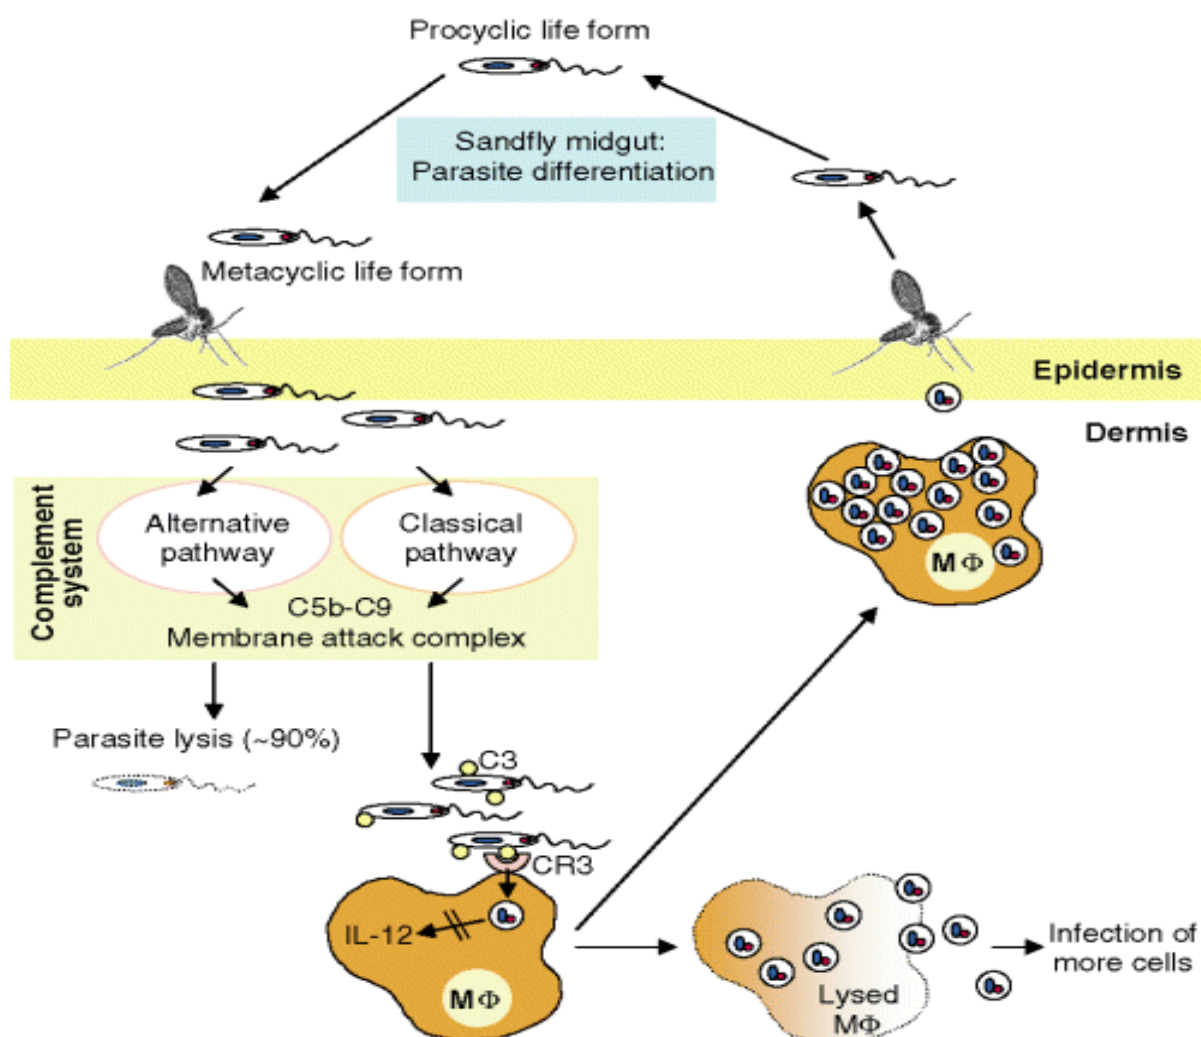 Procyclic life form
Sandfly midgut:
Parasite differentiation
Metacyclic life form
Epidermis
Dermis
Complement
system
Alternative
pathway
Classical
pathway
C5b-C9
Membrane attack complex
MΦ
Parasite lysis (~90%)
C3
CR3
IL-12
MΦ
Lysed
MΦ
Infection of
more cells